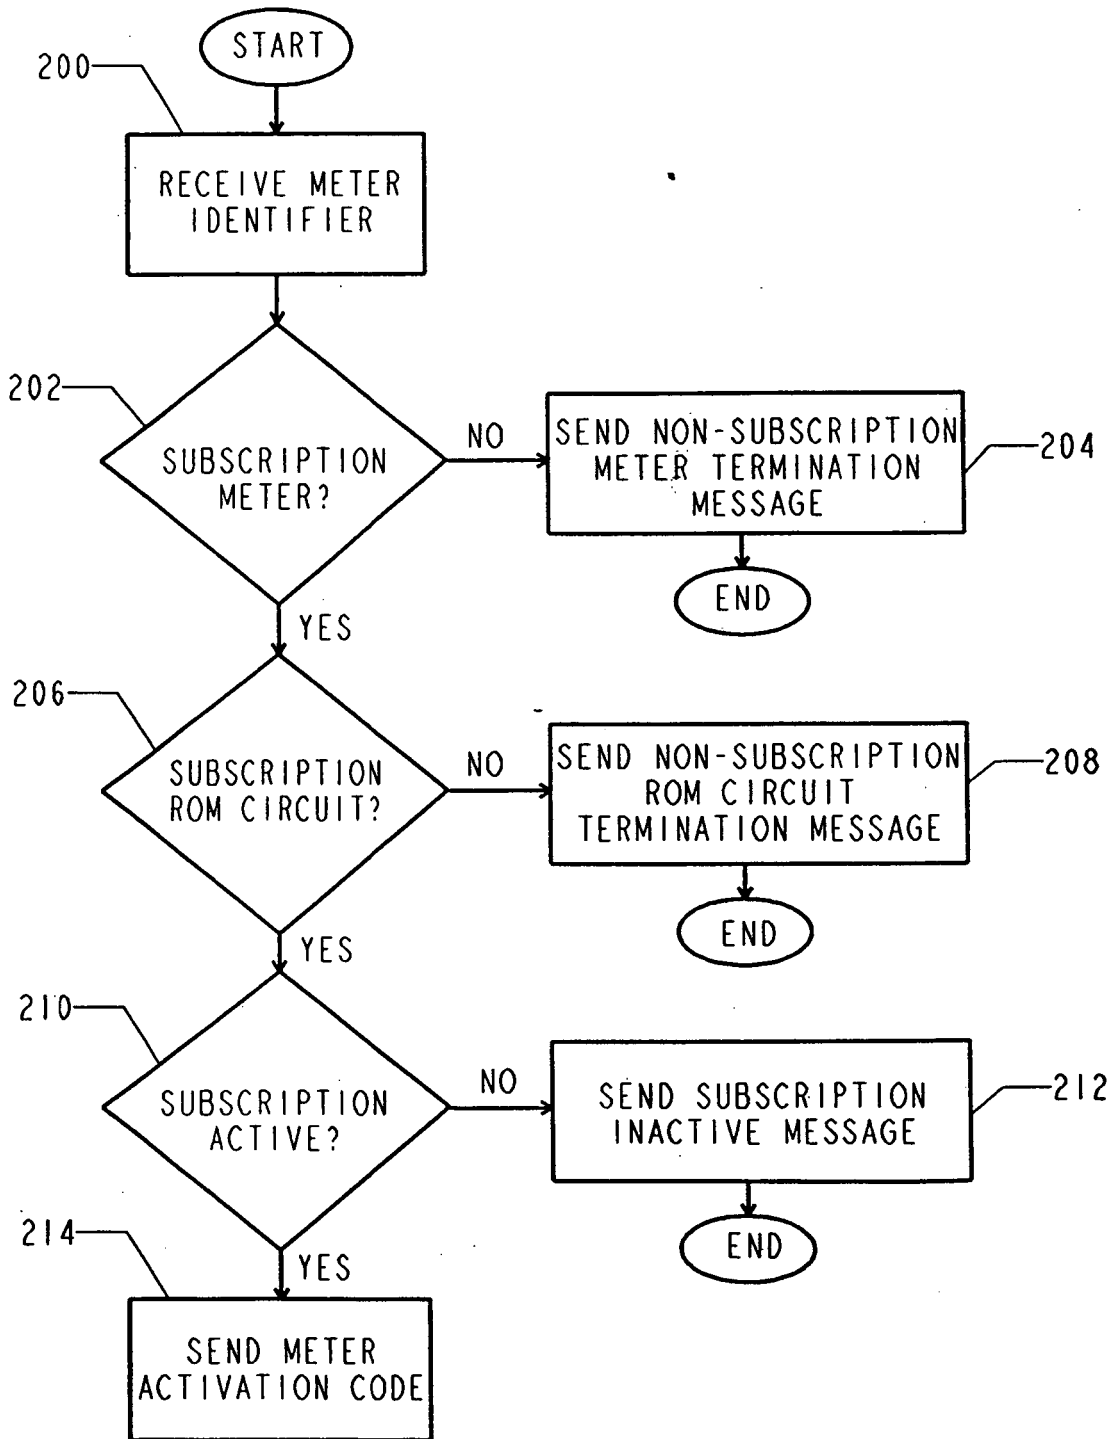 START
200
RECEIVE METER
IDENTIFIER
202
SUBSCRIPTION
METER?
NO
SEND NON-SUBSCRIPTION
METER TERMINATION
MESSAGE
204
END
YES
206
SUBSCRIPTION
ROM CIRCUIT?
NO
SEND NON-SUBSCRIPTION
ROM CIRCUIT
TERMINATION MESSAGE
208
END
YES
210
SUBSCRIPTION
ACTIVE?
NO
SEND SUBSCRIPTION
INACTIVE MESSAGE
212
END
YES
214
SEND METER
ACTIVATION CODE